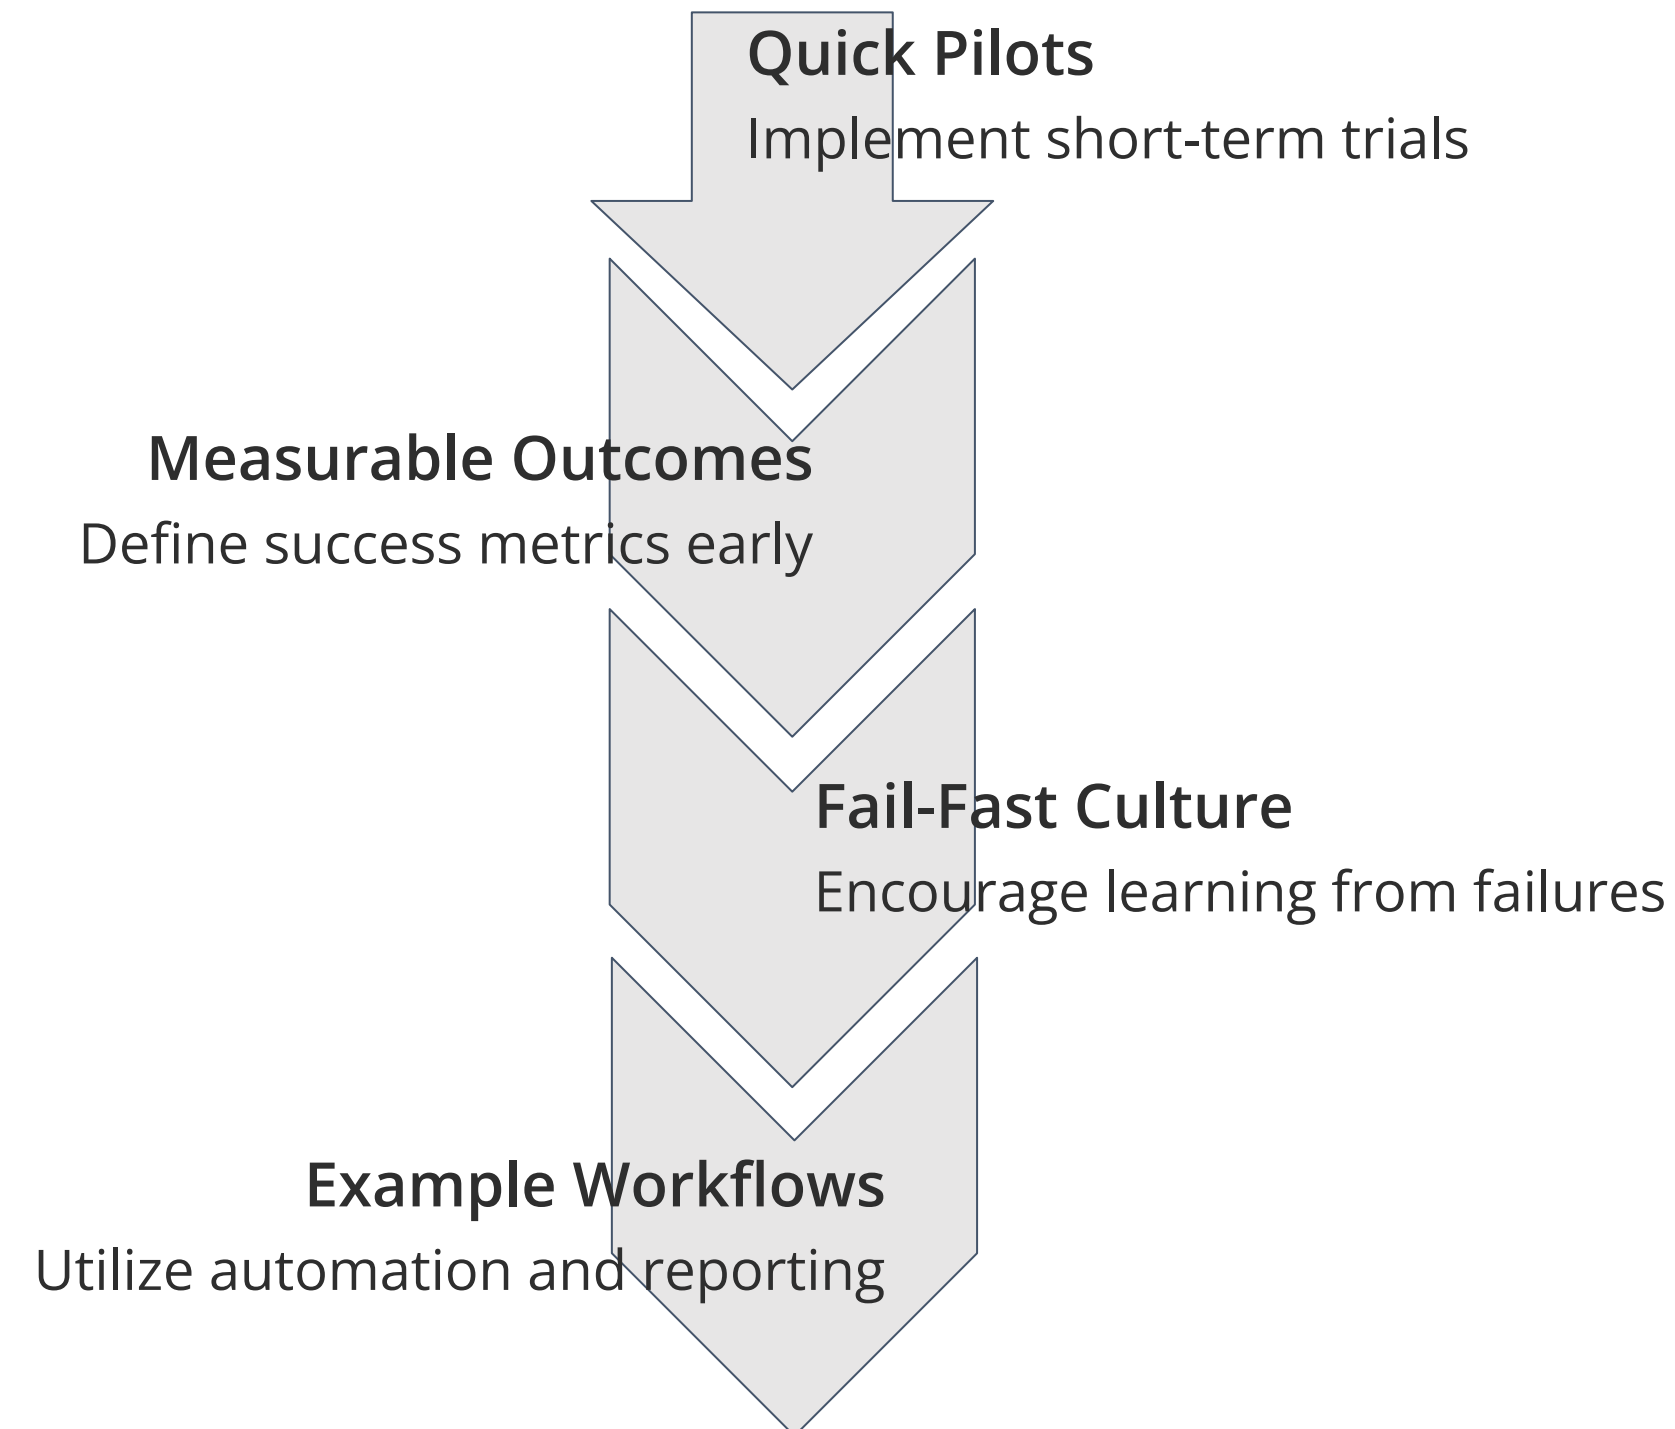 Quick Pilots
Implement short-term trials
Measurable Outcomes
Define success metrics early
Fail-Fast Culture
Encourage learning from failures
Example Workflows
Utilize automation and reporting